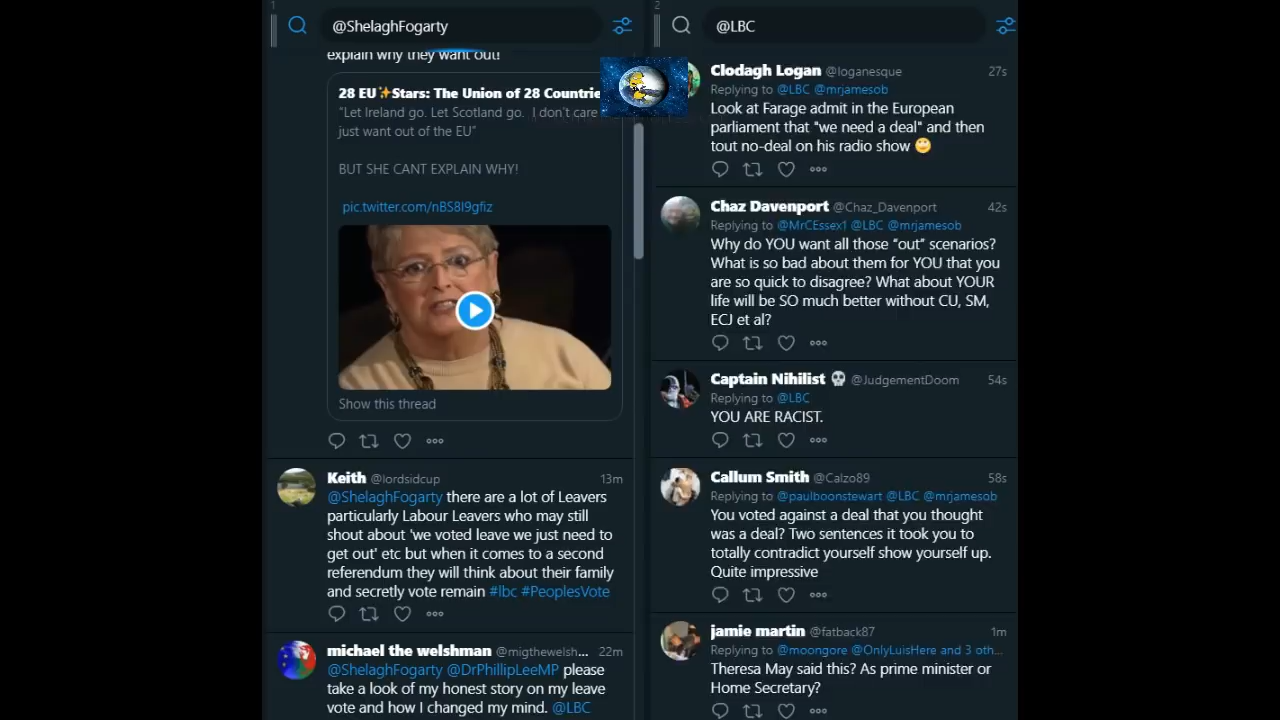 1
@ShelaghFogarty
explain why they want out!
28 EU✨Stars: The Union of 28 Countrie
"Let Ireland go. Let Scotland go. I don't care
just want out of the EU"
BUT SHE CANT EXPLAIN WHY!
pic.twitter.com/nBS8I9gfiz
Show this thread
Keith @lordsidcup 13m
@ShelaghFogarty there are a lot of Leavers
particularly Labour Leavers who may still
shout about 'we voted leave we just need to
get out' etc but when it comes to a second
referendum they will think about their family
and secretly vote remain #lbc #PeoplesVote
michael the welshman @migthewelsh... 22m
@ShelaghFogarty @DrPhillipLeeMP please
take a look of my honest story on my leave
vote and how I changed my mind. @LBC
2
@LBC
Clodagh Logan @loganesque 27s
Replying to @LBC @mrjamesob
Look at Farage admit in the European
parliament that "we need a deal" and then
tout no-deal on his radio show 🙄
Chaz Davenport @Chaz_Davenport 42s
Replying to @MrCEssex1 @LBC @mrjamesob
Why do YOU want all those "out" scenarios?
What is so bad about them for YOU that you
are so quick to disagree? What about YOUR
life will be SO much better without CU, SM,
ECJ et al?
Captain Nihilist 💀 @JudgementDoom 54s
Replying to @LBC
YOU ARE RACIST.
Callum Smith @Calzo89 58s
Replying to @paulboonstewart @LBC @mrjamesob
You voted against a deal that you thought
was a deal? Two sentences it took you to
totally contradict yourself show yourself up.
Quite impressive
jamie martin @fatback87 1m
Replying to @moongore @OnlyLuisHere and 3 oth...
Theresa May said this? As prime minister or
Home Secretary?